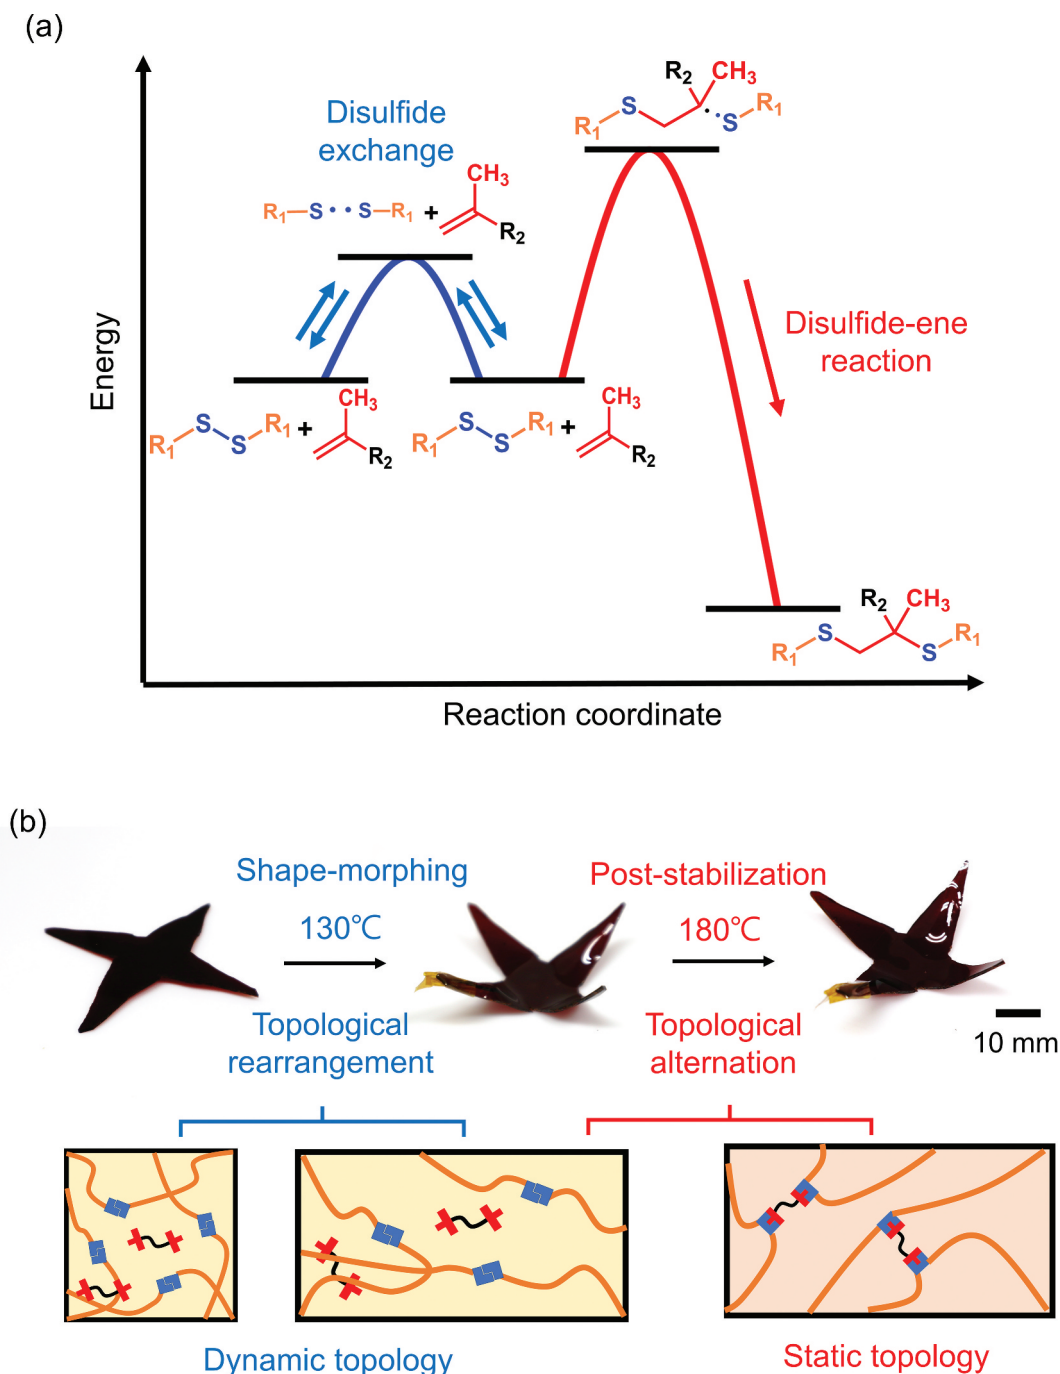 (a)
R₂ CH₃
S
R₁
S
R₁
Disulfide
exchange
CH₃
R₁ S · · S R₁ +
R₂
Energy
Disulfide-ene
reaction
CH₃
S R₁ +
R₁ S
R₂
CH₃
S R₁ +
R₁ S
R₂
R₂ CH₃
S R₁
R₁ S
Reaction coordinate
(b)
Shape-morphing
130℃
Post-stabilization
180℃
Topological
rearrangement
Topological
alternation
10 mm
Dynamic topology
Static topology